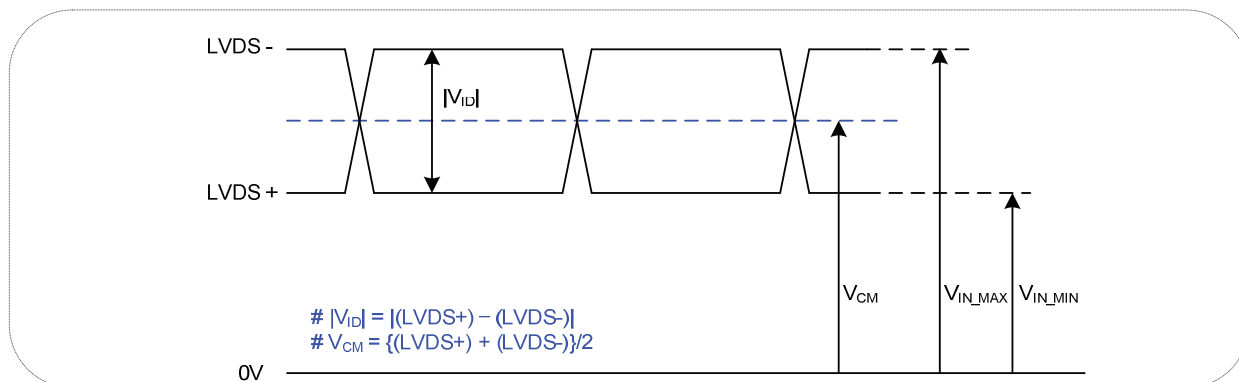 LVDS -
|VID|
LVDS +
VCM
VIN_MAX
VIN_MIN
# |VID| = |(LVDS+) – (LVDS-)|
# VCM = {(LVDS+) + (LVDS-)}/2
0V